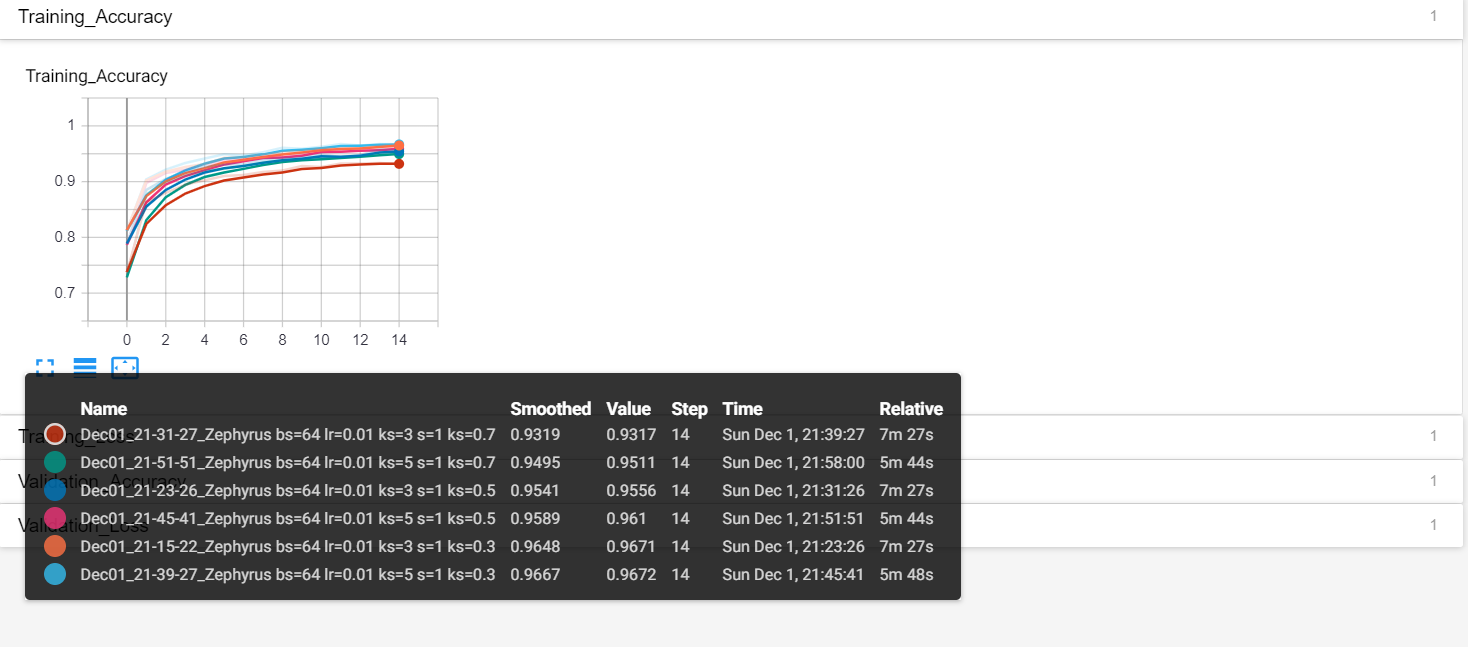 Training_Accuracy 1
Training_Accuracy
1
0.9
0.8
0.7
0 2 4 6 8 10 12 14
Name Smoothed Value Step Time Relative
Dec01_21-31-27_Zephyrus bs=64 lr=0.01 ks=3 s=1 ks=0.7 0.9319 0.9317 14 Sun Dec 1, 21:39:27 7m 27s
Training_Loss 1
Dec01_21-51-51_Zephyrus bs=64 lr=0.01 ks=5 s=1 ks=0.7 0.9495 0.9511 14 Sun Dec 1, 21:58:00 5m 44s
Validation_Accuracy 1
Dec01_21-23-26_Zephyrus bs=64 lr=0.01 ks=3 s=1 ks=0.5 0.9541 0.9556 14 Sun Dec 1, 21:31:26 7m 27s
Dec01_21-45-41_Zephyrus bs=64 lr=0.01 ks=5 s=1 ks=0.5 0.9589 0.961 14 Sun Dec 1, 21:51:51 5m 44s
Validation_Loss 1
Dec01_21-15-22_Zephyrus bs=64 lr=0.01 ks=3 s=1 ks=0.3 0.9648 0.9671 14 Sun Dec 1, 21:23:26 7m 27s
Dec01_21-39-27_Zephyrus bs=64 lr=0.01 ks=5 s=1 ks=0.3 0.9667 0.9672 14 Sun Dec 1, 21:45:41 5m 48s